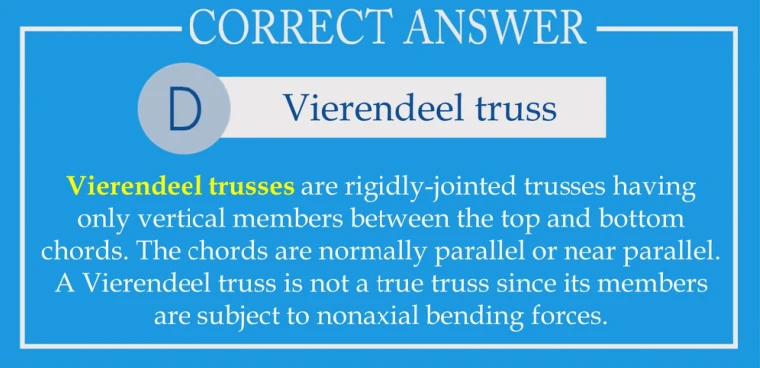 CORRECT ANSWER
D Vierendeel truss
Vierendeel trusses are rigidly-jointed trusses having
only vertical members between the top and bottom
chords. The chords are normally parallel or near parallel.
A Vierendeel truss is not a true truss since its members
are subject to nonaxial bending forces.